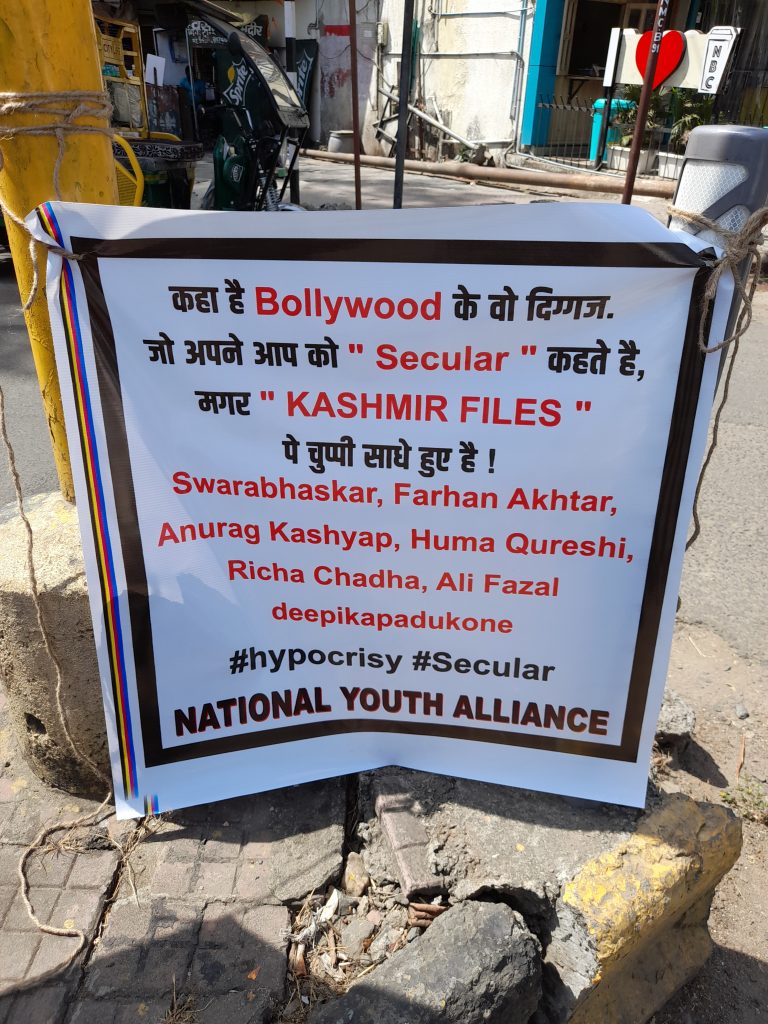 कहा है Bollywood के वो दिग्गज.
जो अपने आप को " Secular " कहते है,
मगर " KASHMIR FILES "
पे चुप्पी साधे हुए है !
Swarabhaskar, Farhan Akhtar,
Anurag Kashyap, Huma Qureshi,
Richa Chadha, Ali Fazal
deepikapadukone
#hypocrisy #Secular
NATIONAL YOUTH ALLIANCE
Sprite
NBC